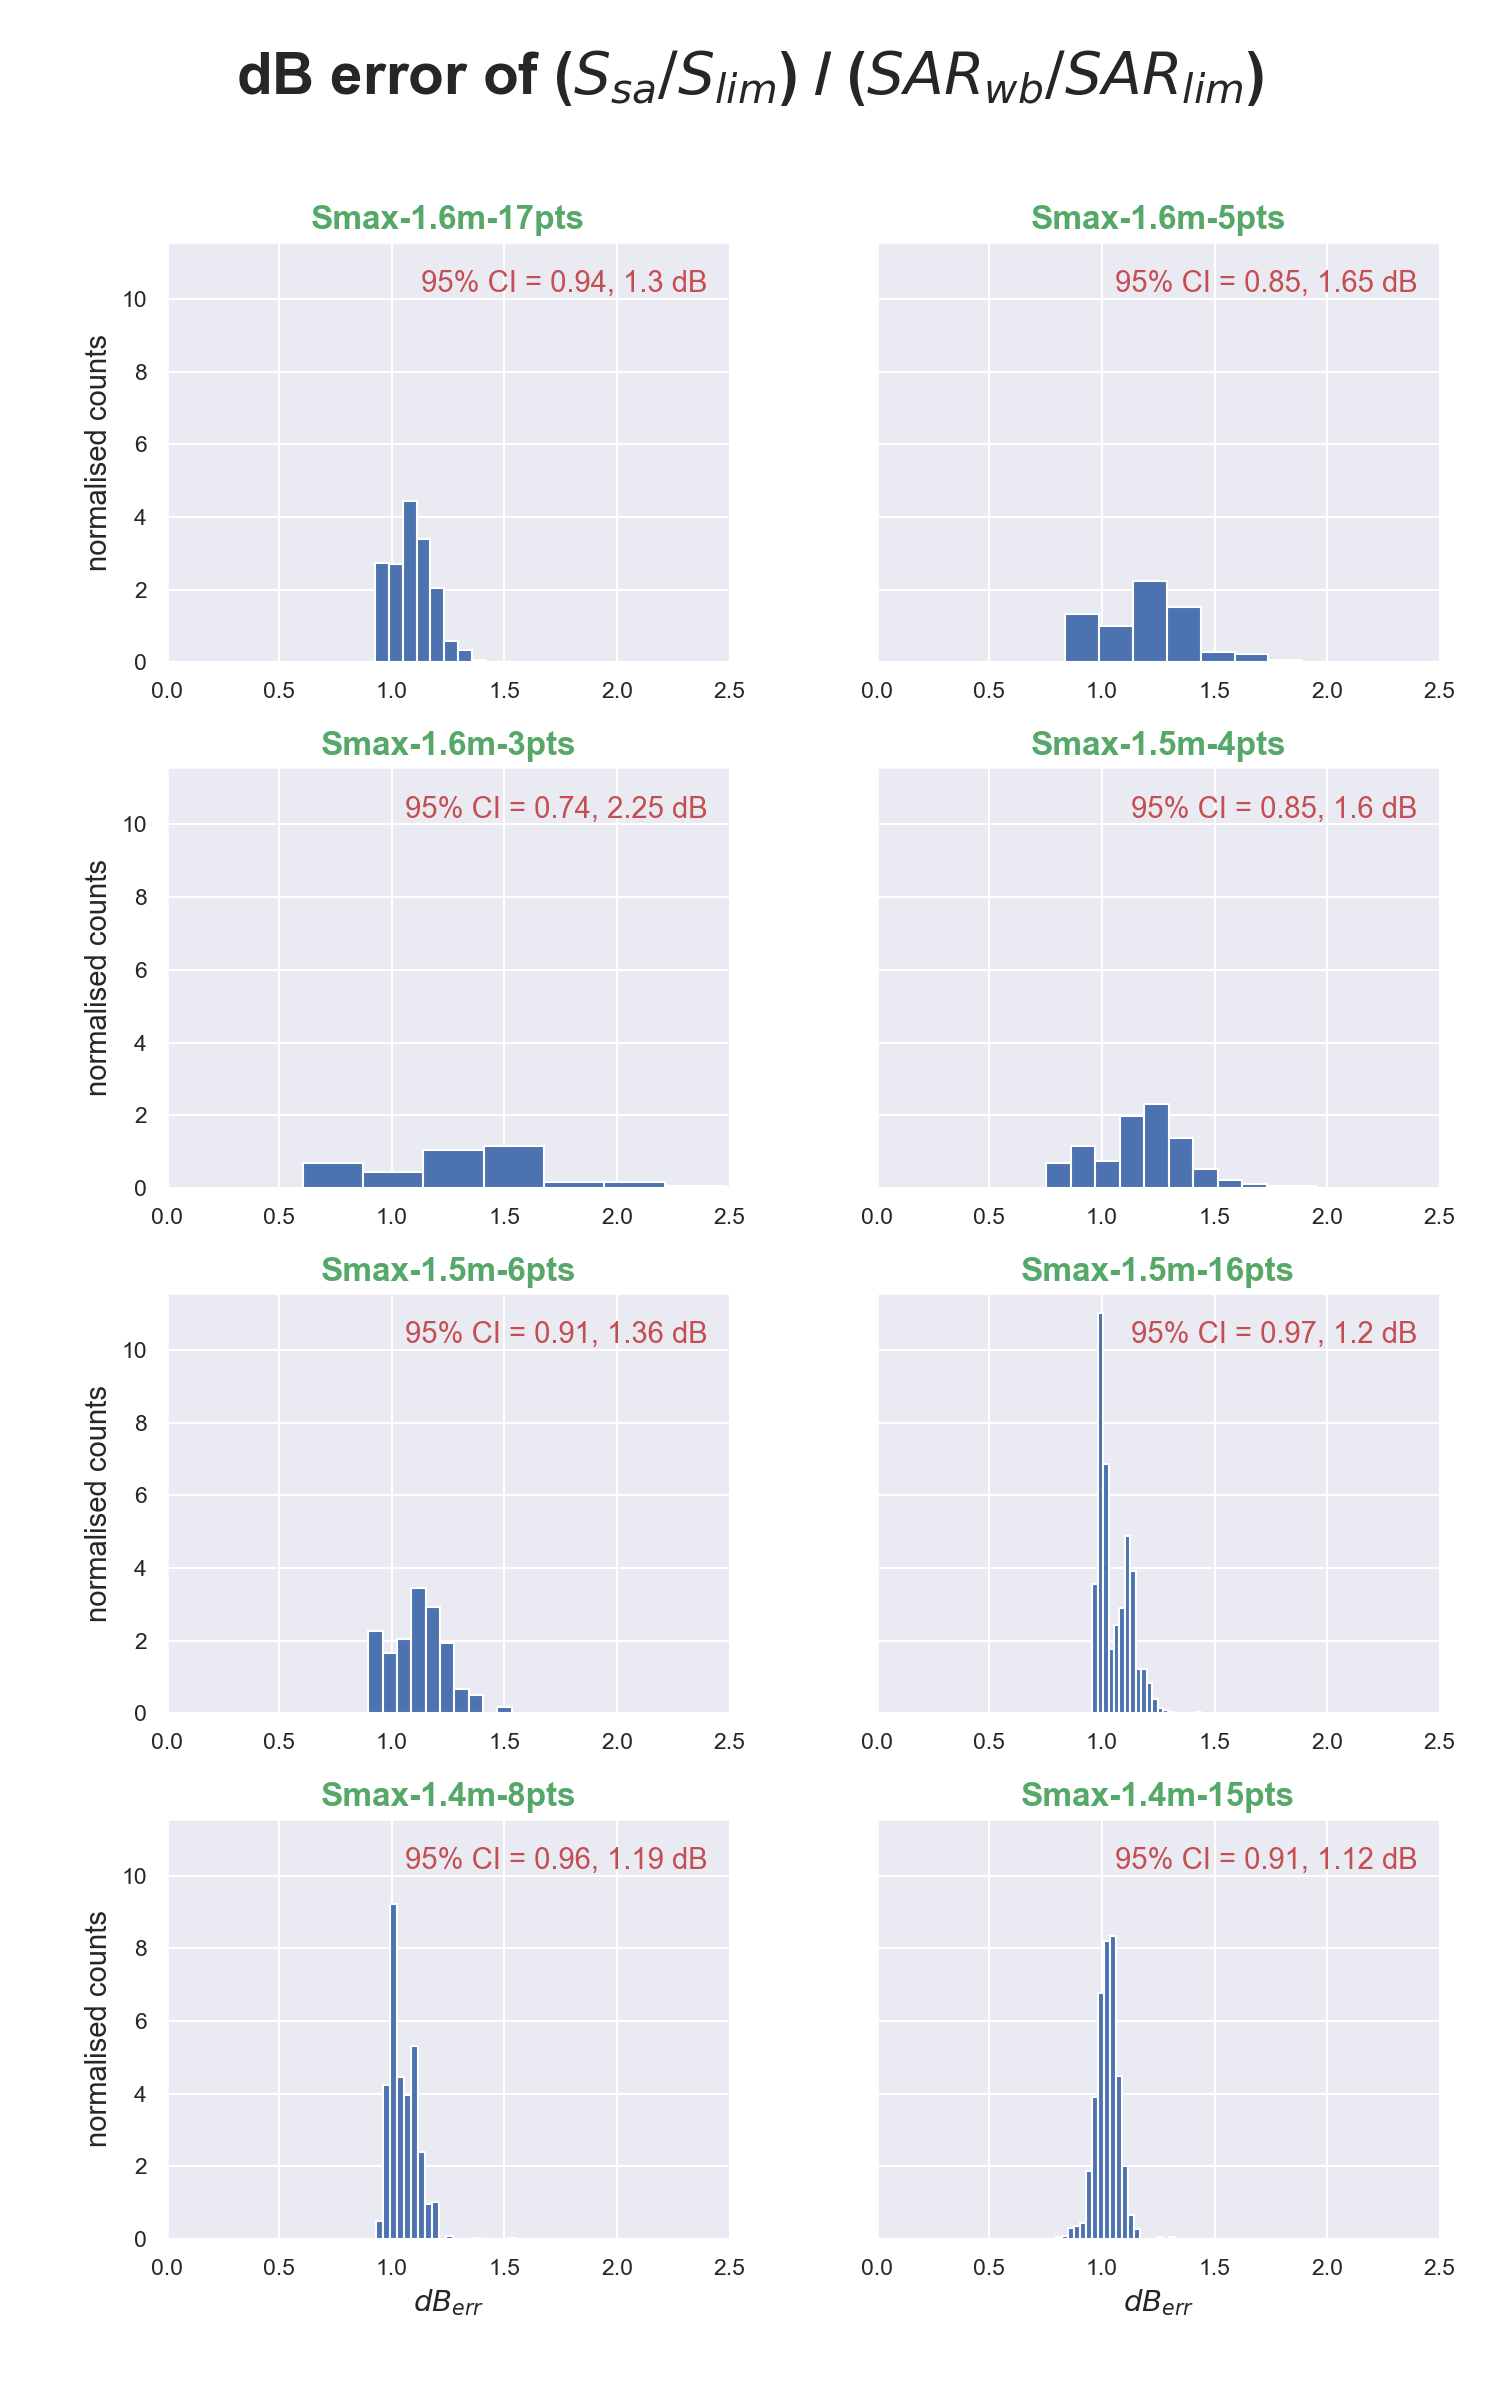 dB error of (S_sa/S_lim) / (SAR_wb/SAR_lim)
Smax-1.6m-17pts
95% CI = 0.94, 1.3 dB
normalised counts
10
8
6
4
2
0
0.0 0.5 1.0 1.5 2.0 2.5
Smax-1.6m-5pts
95% CI = 0.85, 1.65 dB
0.0 0.5 1.0 1.5 2.0 2.5
Smax-1.6m-3pts
95% CI = 0.74, 2.25 dB
normalised counts
10
8
6
4
2
0
0.0 0.5 1.0 1.5 2.0 2.5
Smax-1.5m-4pts
95% CI = 0.85, 1.6 dB
0.0 0.5 1.0 1.5 2.0 2.5
Smax-1.5m-6pts
95% CI = 0.91, 1.36 dB
normalised counts
10
8
6
4
2
0
0.0 0.5 1.0 1.5 2.0 2.5
Smax-1.5m-16pts
95% CI = 0.97, 1.2 dB
0.0 0.5 1.0 1.5 2.0 2.5
Smax-1.4m-8pts
95% CI = 0.96, 1.19 dB
normalised counts
10
8
6
4
2
0
0.0 0.5 1.0 1.5 2.0 2.5
dB_err
Smax-1.4m-15pts
95% CI = 0.91, 1.12 dB
0.0 0.5 1.0 1.5 2.0 2.5
dB_err